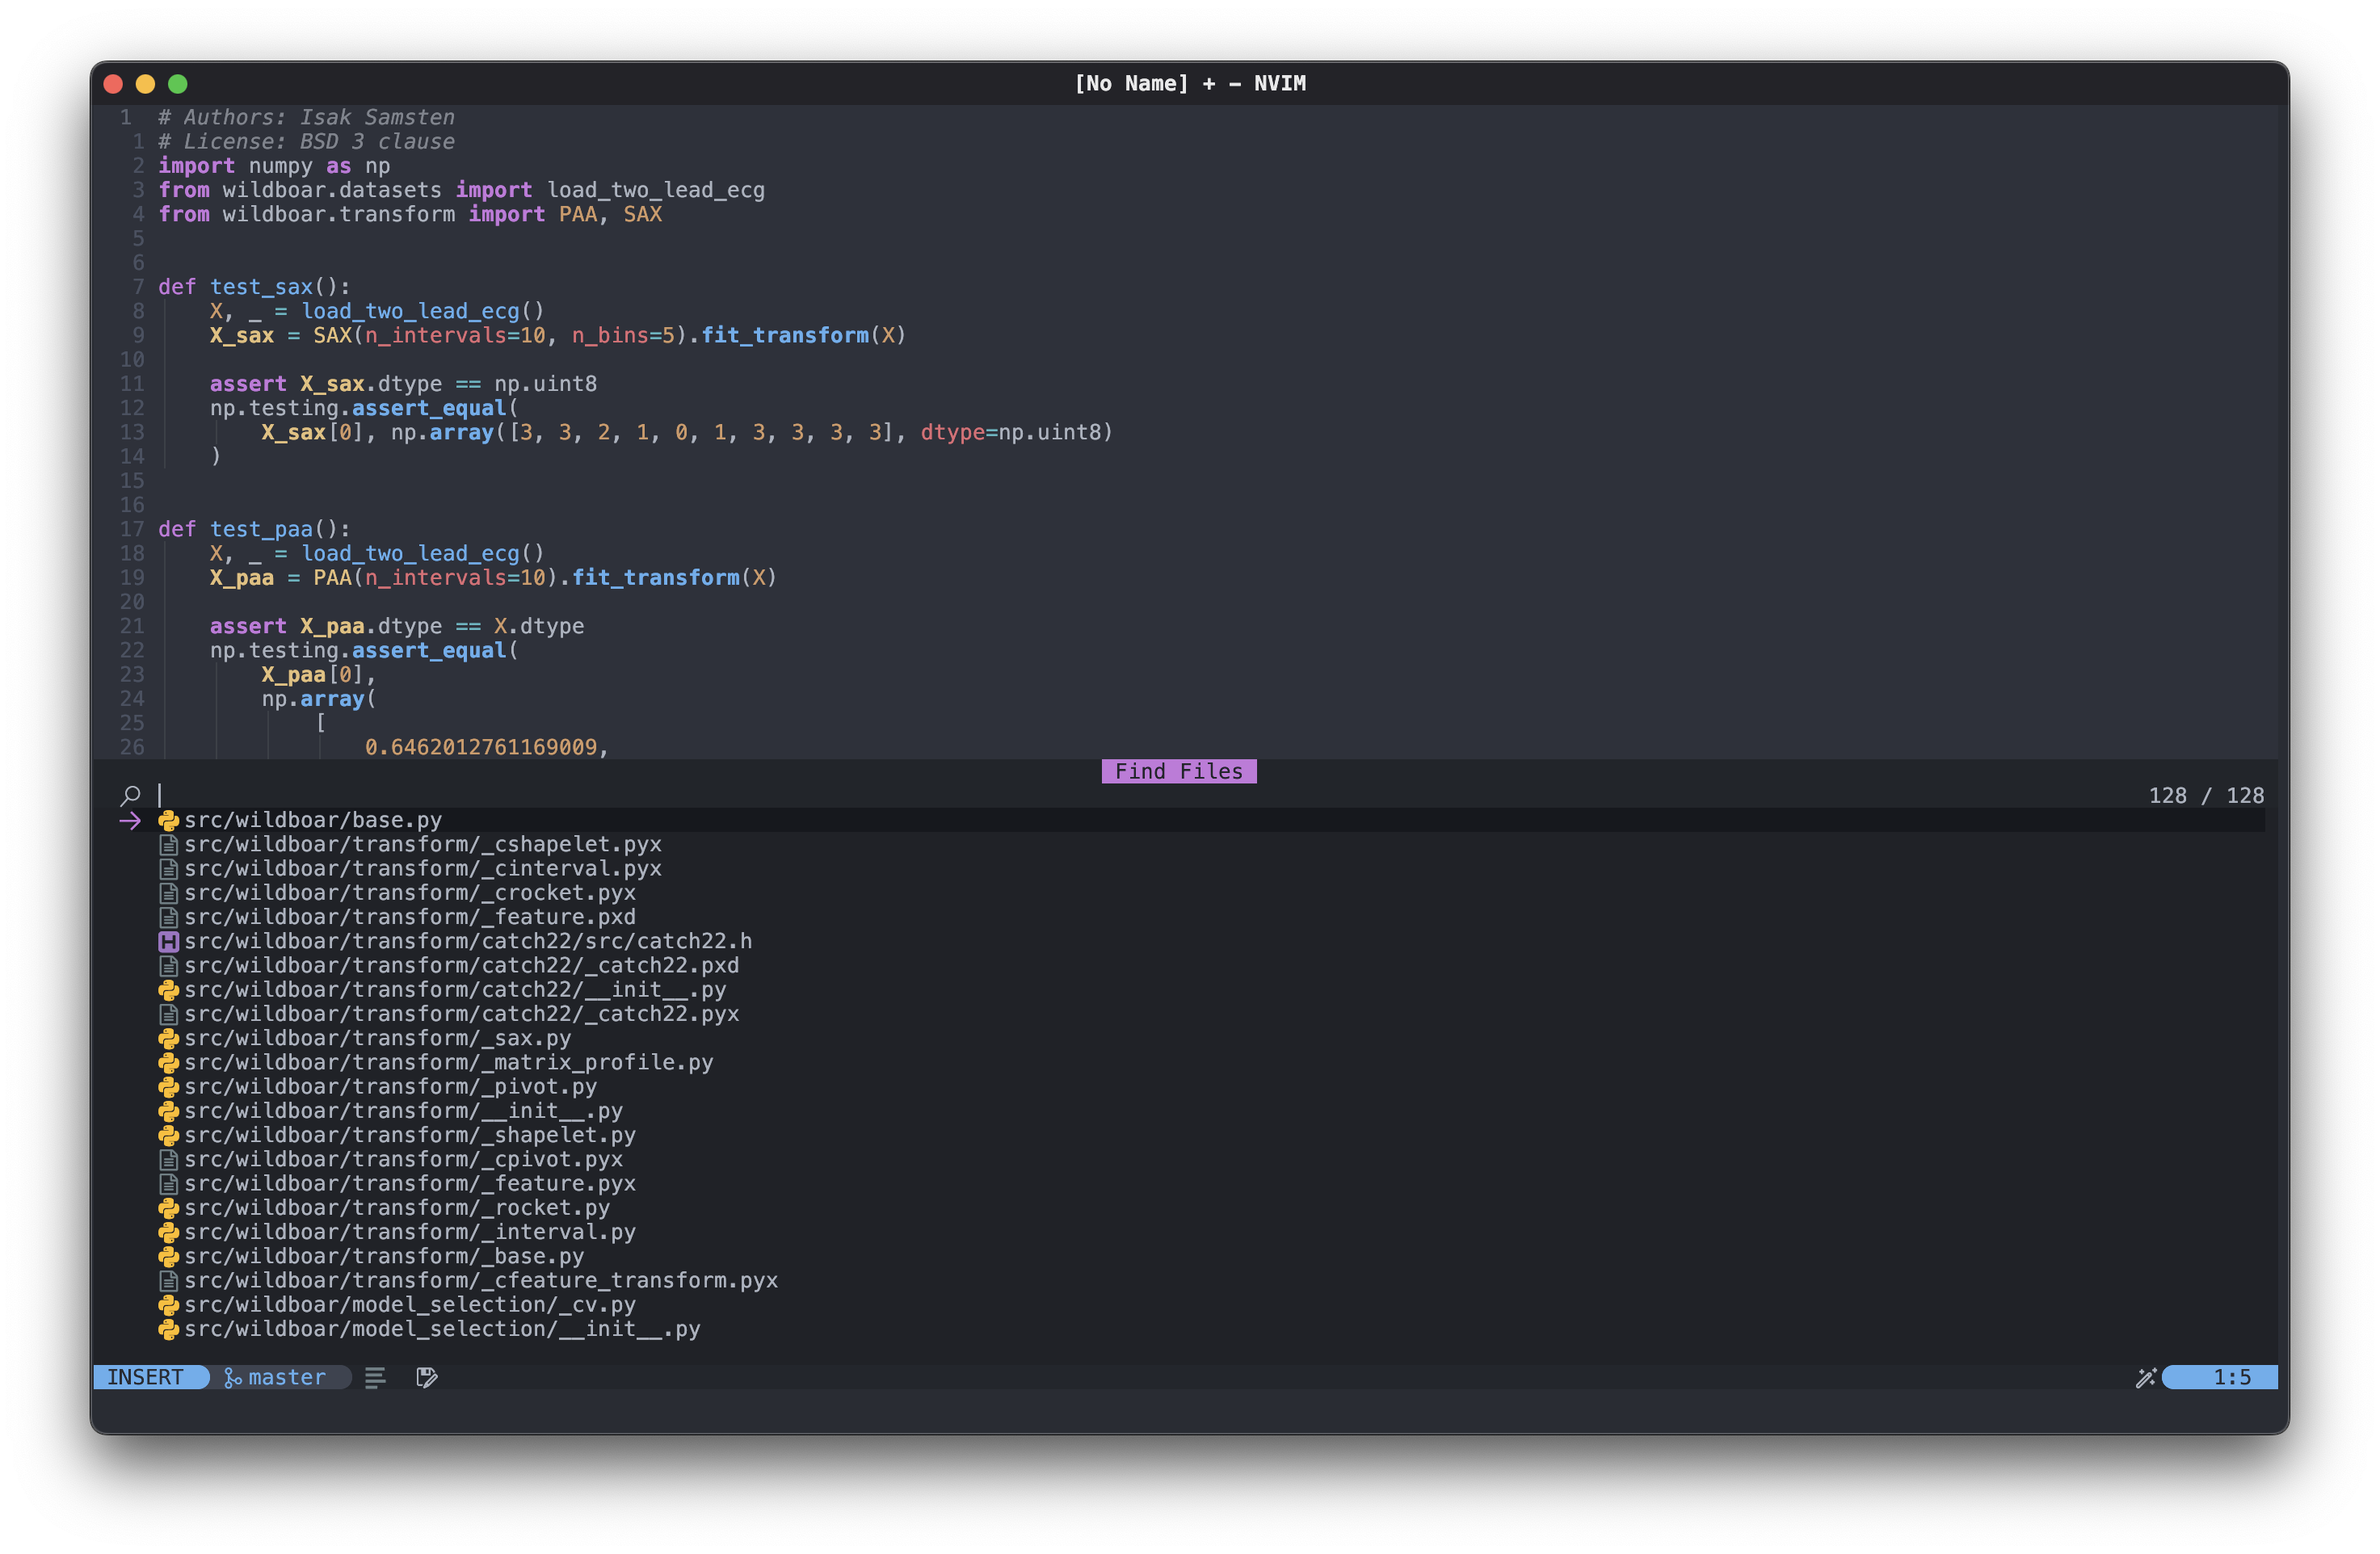 [No Name] + - NVIM
1 # Authors: Isak Samsten
1 # License: BSD 3 clause
2 import numpy as np
3 from wildboar.datasets import load_two_lead_ecg
4 from wildboar.transform import PAA, SAX
5
6
7 def test_sax():
8 X, _ = load_two_lead_ecg()
9 X_sax = SAX(n_intervals=10, n_bins=5).fit_transform(X)
10
11 assert X_sax.dtype == np.uint8
12 np.testing.assert_equal(
13 X_sax[0], np.array([3, 3, 2, 1, 0, 1, 3, 3, 3, 3], dtype=np.uint8)
14 )
15
16
17 def test_paa():
18 X, _ = load_two_lead_ecg()
19 X_paa = PAA(n_intervals=10).fit_transform(X)
20
21 assert X_paa.dtype == X.dtype
22 np.testing.assert_equal(
23 X_paa[0],
24 np.array(
25 [
26 0.6462012761169009,
Find Files
128 / 128
src/wildboar/base.py
src/wildboar/transform/_cshapelet.pyx
src/wildboar/transform/_cinterval.pyx
src/wildboar/transform/_crocket.pyx
src/wildboar/transform/_feature.pxd
H src/wildboar/transform/catch22/src/catch22.h
src/wildboar/transform/catch22/_catch22.pxd
src/wildboar/transform/catch22/__init__.py
src/wildboar/transform/catch22/_catch22.pyx
src/wildboar/transform/_sax.py
src/wildboar/transform/_matrix_profile.py
src/wildboar/transform/_pivot.py
src/wildboar/transform/__init__.py
src/wildboar/transform/_shapelet.py
src/wildboar/transform/_cpivot.pyx
src/wildboar/transform/_feature.pyx
src/wildboar/transform/_rocket.py
src/wildboar/transform/_interval.py
src/wildboar/transform/_base.py
src/wildboar/transform/_cfeature_transform.pyx
src/wildboar/model_selection/_cv.py
src/wildboar/model_selection/__init__.py
INSERT master 1:5